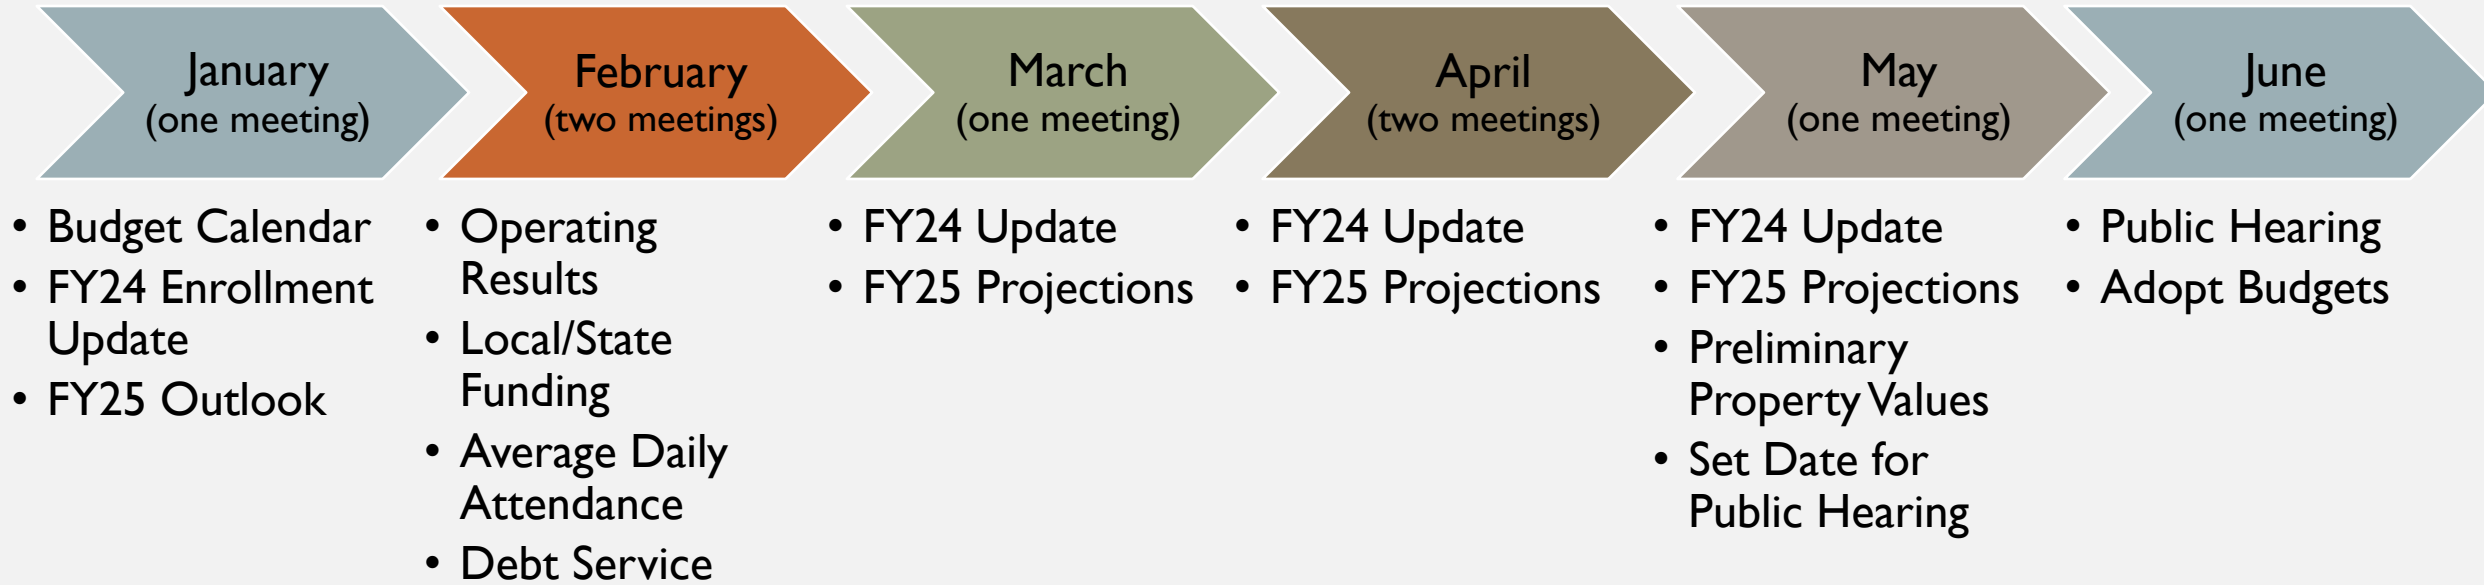 January
(one meeting)
• Budget Calendar
• FY24 Enrollment
Update
• FY25 Outlook
February
(two meetings)
• Operating
Results
• Local/State
Funding
• Average Daily
Attendance
• Debt Service
March
(one meeting)
• FY24 Update
• FY25 Projections
April
(two meetings)
• FY24 Update
• FY25 Projections
May
(one meeting)
• FY24 Update
• FY25 Projections
• Preliminary
Property Values
• Set Date for
Public Hearing
June
(one meeting)
• Public Hearing
• Adopt Budgets